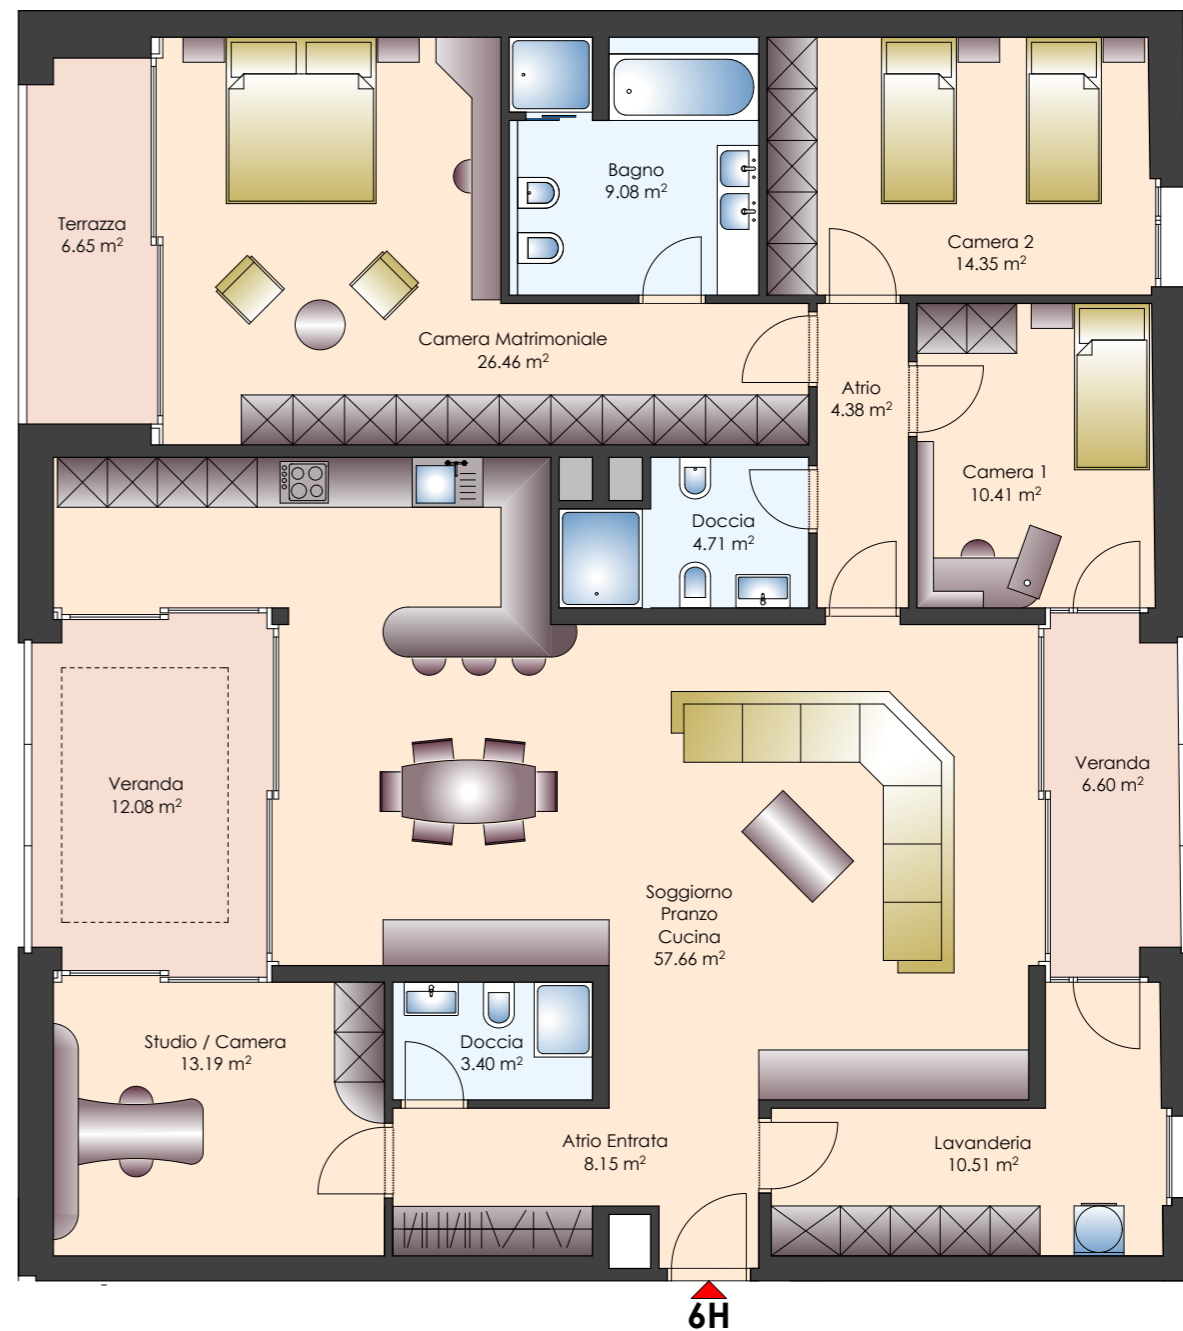 Terrazza
6.65 m²
Bagno
9.08 m²
Camera 2
14.35 m²
Camera Matrimoniale
26.46 m²
Atrio
4.38 m²
Camera 1
10.41 m²
Doccia
4.71 m²
Veranda
12.08 m²
Veranda
6.60 m²
Soggiorno
Pranzo
Cucina
57.66 m²
Studio / Camera
13.19 m²
Doccia
3.40 m²
Atrio Entrata
8.15 m²
Lavanderia
10.51 m²
6H